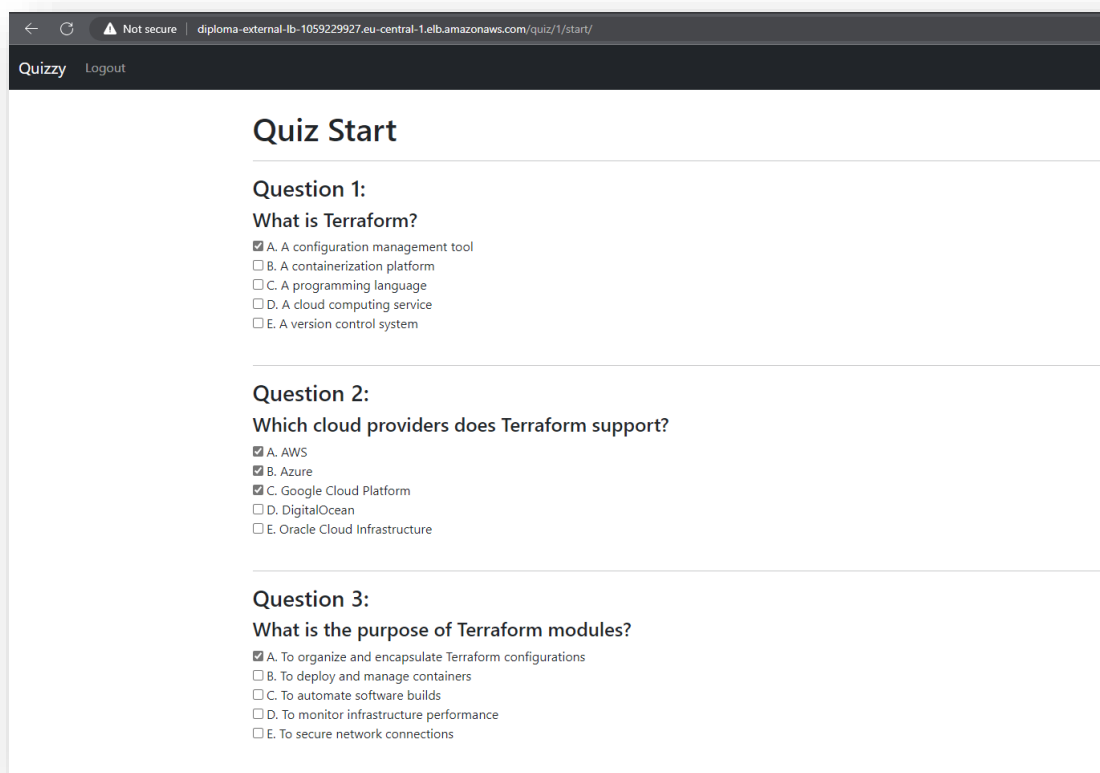 Not secure diploma-external-lb-1059229927.eu-central-1.elb.amazonaws.com/quiz/1/start/
Quizzy Logout
Quiz Start
Question 1:
What is Terraform?
A. A configuration management tool
B. A containerization platform
C. A programming language
D. A cloud computing service
E. A version control system
Question 2:
Which cloud providers does Terraform support?
A. AWS
B. Azure
C. Google Cloud Platform
D. DigitalOcean
E. Oracle Cloud Infrastructure
Question 3:
What is the purpose of Terraform modules?
A. To organize and encapsulate Terraform configurations
B. To deploy and manage containers
C. To automate software builds
D. To monitor infrastructure performance
E. To secure network connections